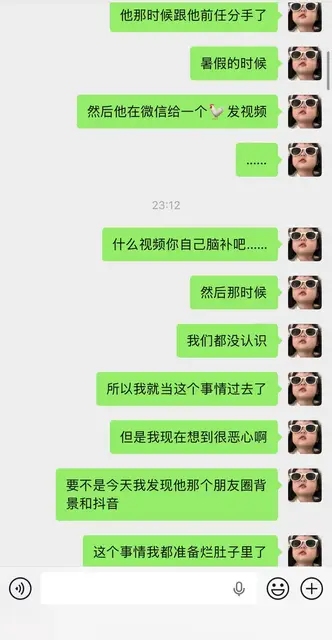 他那时候跟他前任分手了
暑假的时候
然后他在微信给一个🐓发视频
......
23:12
什么视频你自己脑补吧......
然后那时候
我们都没认识
所以我就当这个事情过去了
但是我现在想到很恶心啊
要不是今天我发现他那个朋友圈背
景和抖音
这个事情我都准备烂肚子里了